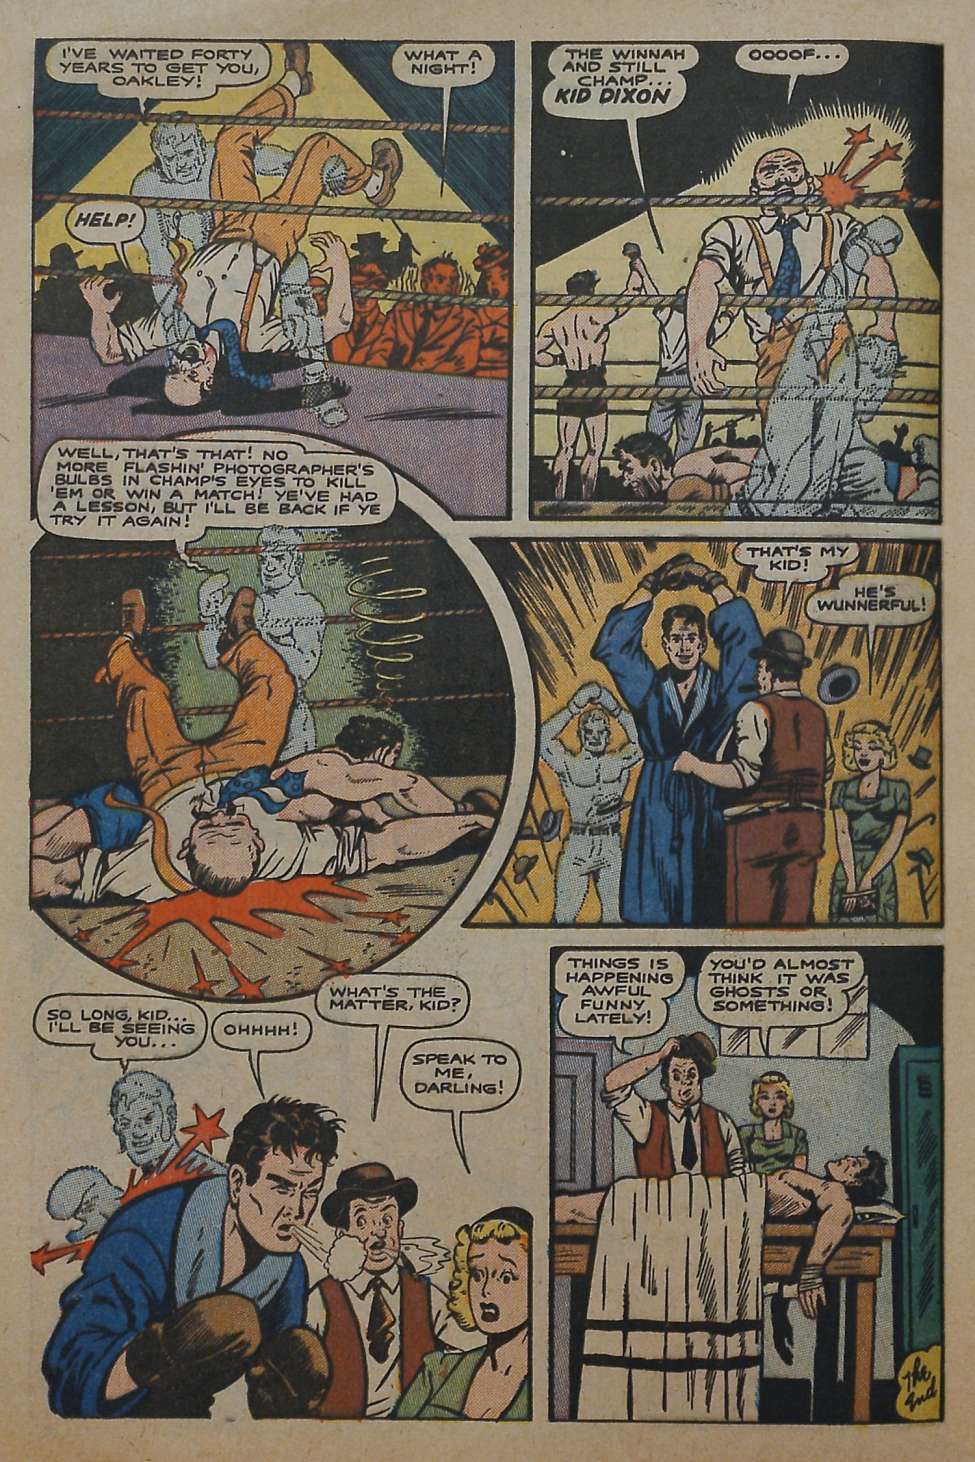 I'VE WAITED FORTY
YEARS TO GET YOU,
OAKLEY!
WHAT A
NIGHT!
HELP!
THE WINNAH
AND STILL
CHAMP...
KID DIXON
OOOOF...
WELL, THAT'S THAT! NO
MORE FLASHIN' PHOTOGRAPHER'S
BULBS IN CHAMP'S EYES TO KILL
'EM OR WIN A MATCH! YE'VE HAD
A LESSON, BUT I'LL BE BACK IF YE
TRY IT AGAIN!
THAT'S MY
KID!
HE'S
WUNNERFUL!
SO LONG, KID...
I'LL BE SEEING
YOU...
OHHHH!
WHAT'S THE
MATTER, KID?
SPEAK TO
ME,
DARLING!
THINGS IS
HAPPENING
AWFUL
FUNNY
LATELY!
YOU'D ALMOST
THINK IT WAS
GHOSTS OR
SOMETHING!
The
End